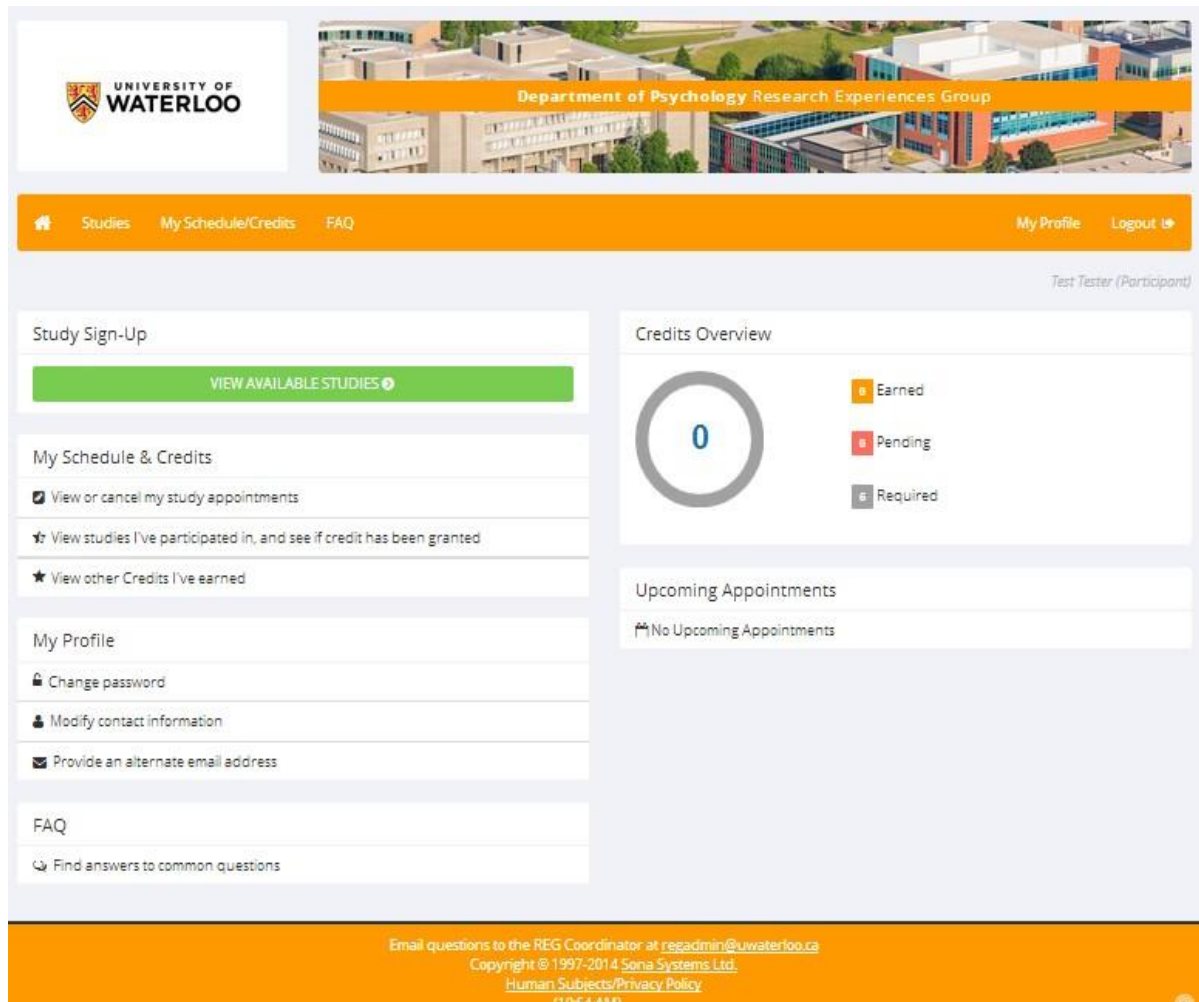 UNIVERSITY OF
WATERLOO
Department of Psychology Research Experiences Group
Studies My Schedule/Credits FAQ My Profile Logout
Test Tester (Participant)
Study Sign-Up
VIEW AVAILABLE STUDIES
My Schedule & Credits
View or cancel my study appointments
View studies I've participated in, and see if credit has been granted
View other Credits I've earned
My Profile
Change password
Modify contact information
Provide an alternate email address
FAQ
Find answers to common questions
Credits Overview
0
Earned
Pending
6 Required
Upcoming Appointments
No Upcoming Appointments
Email questions to the REG Coordinator at regadmin@uwaterloo.ca
Copyright © 1997-2014 Sona Systems Ltd.
Human Subjects/Privacy Policy